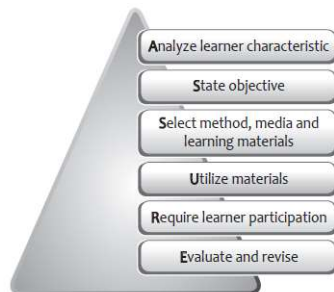 Analyze learner characteristic
State objective
Select method, media and
learning materials
Utilize materials
Require learner participation
Evaluate and revise